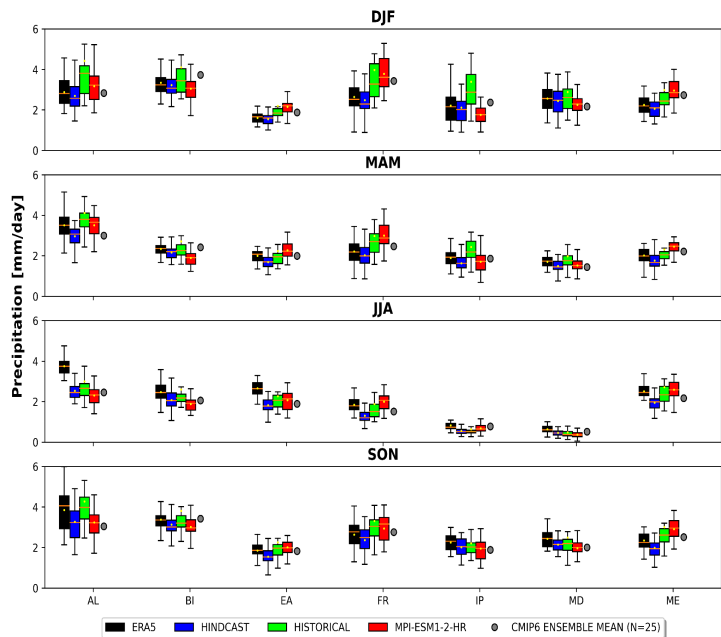 DJF
6
4
2
0
MAM
6
4
2
0
JJA
6
4
2
0
SON
6
4
2
0
Precipitation [mm/day]
AL BI EA FR IP MD ME
ERA5 HINDCAST HISTORICAL MPI-ESM1-2-HR CMIP6 ENSEMBLE MEAN (N=25)